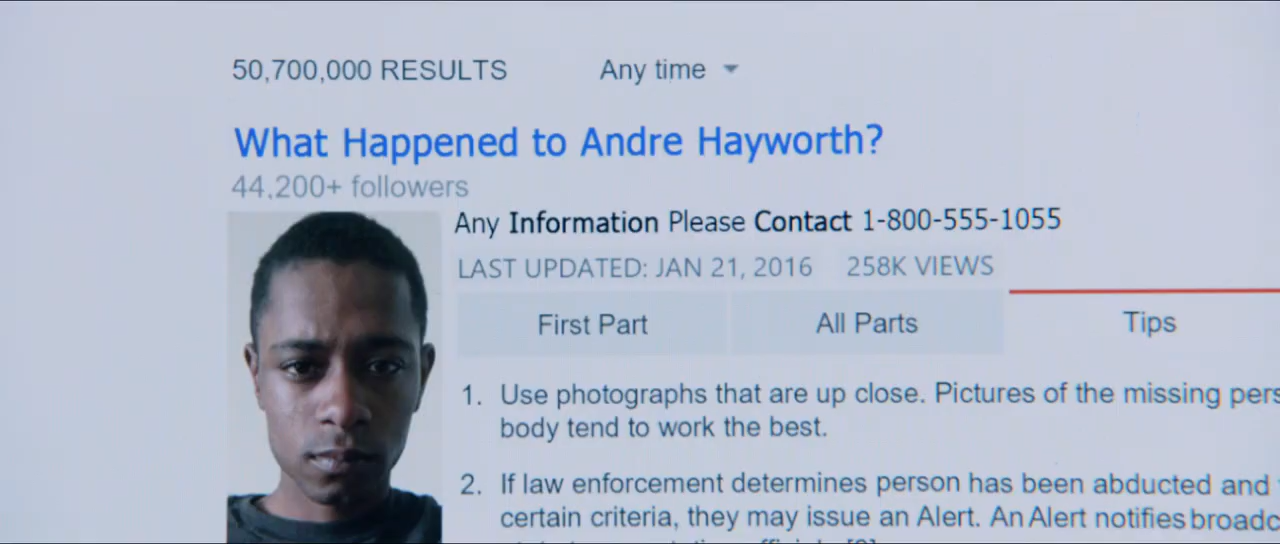 50,700,000 RESULTS Any time
What Happened to Andre Hayworth?
44,200+ followers
Any Information Please Contact 1-800-555-1055
LAST UPDATED: JAN 21, 2016 258K VIEWS
First Part All Parts Tips
1. Use photographs that are up close. Pictures of the missing pers
body tend to work the best.
2. If law enforcement determines person has been abducted and
certain criteria, they may issue an Alert. An Alert notifies broadc